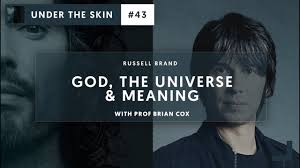 UNDER THE SKIN #43
RUSSELL BRAND
GOD, THE UNIVERSE
& MEANING
WITH PROF BRIAN COX